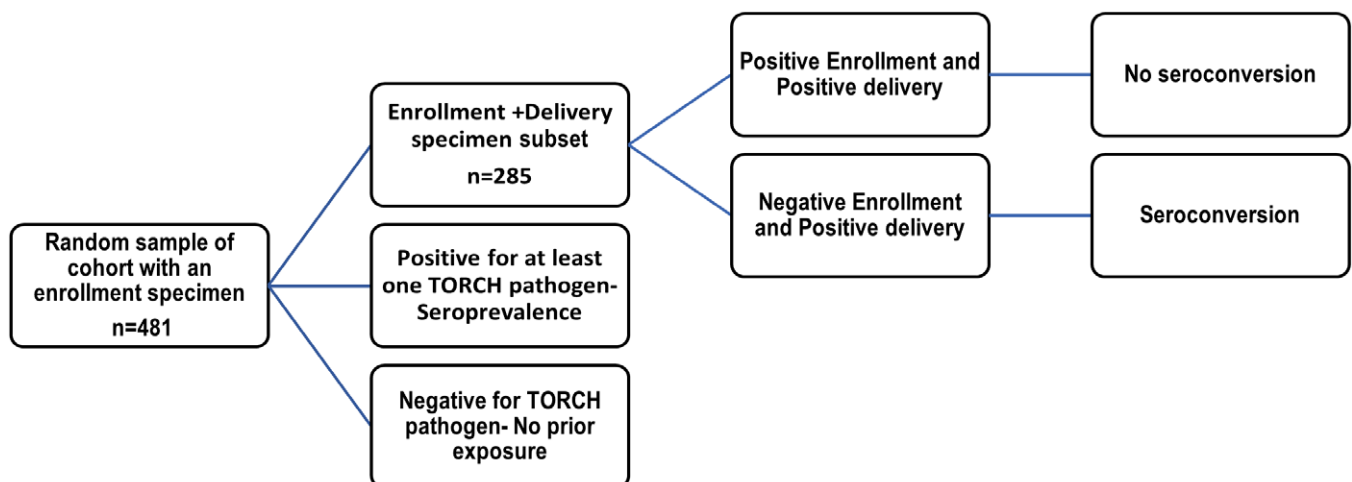 Random sample of
cohort with an
enrollment specimen
n=481
Enrollment +Delivery
specimen subset
n=285
Positive for at least
one TORCH pathogen-
Seroprevalence
Negative for TORCH
pathogen- No prior
exposure
Positive Enrollment and
Positive delivery
Negative Enrollment
and Positive delivery
No seroconversion
Seroconversion